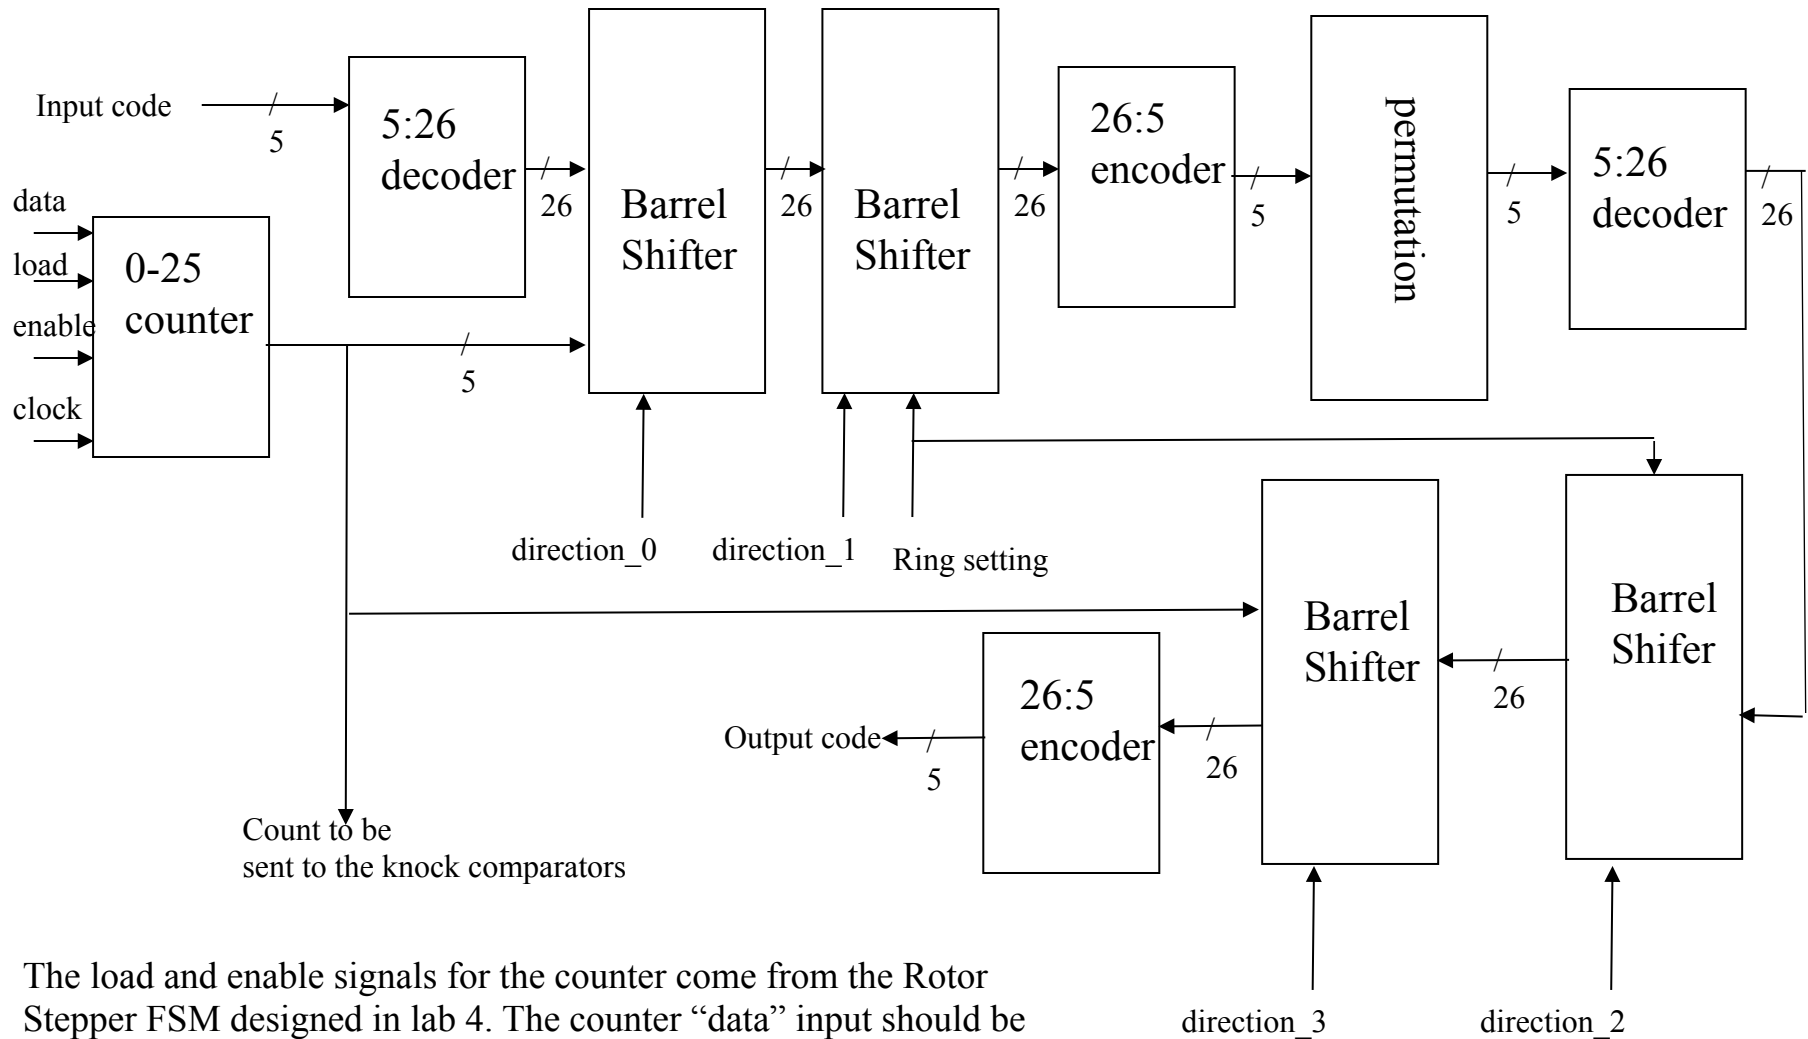 Input code
5
5:26
decoder
26
Barrel
Shifter
26
Barrel
Shifter
26
26:5
encoder
5
permutation
5
5:26
decoder
26
data
load
enable
clock
0-25
counter
5
direction_0
direction_1
Ring setting
Barrel
Shifer
26
Barrel
Shifter
26
26:5
encoder
5
Output code
Count to be
sent to the knock comparators
direction_3
direction_2
The load and enable signals for the counter come from the Rotor
Stepper FSM designed in lab 4. The counter “data” input should be